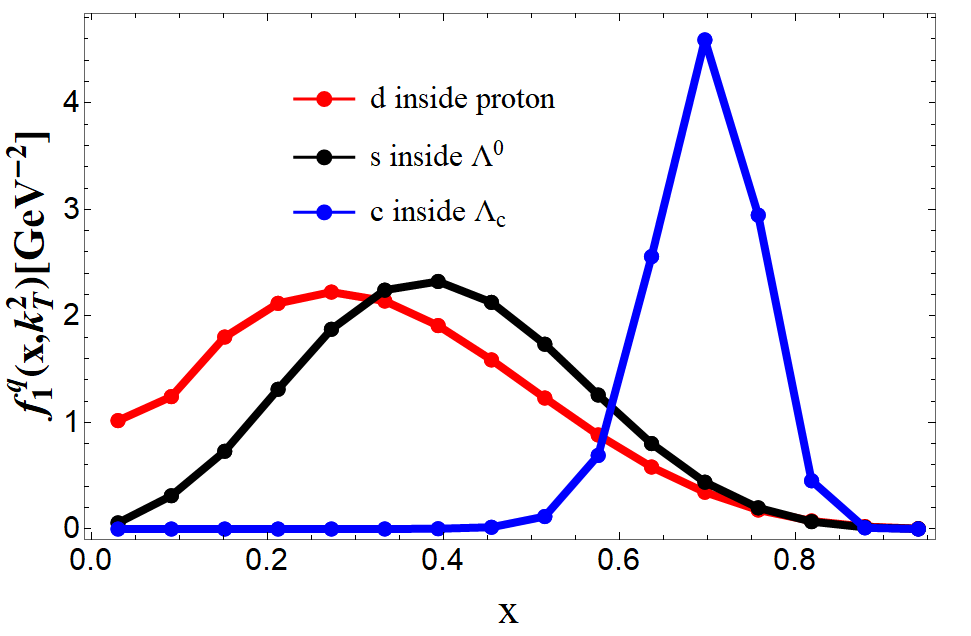 d inside proton
s inside Λ⁰
c inside Λc
f₁^q(x,k_T²)[GeV⁻²]
4
3
2
1
0
0.0 0.2 0.4 0.6 0.8
x